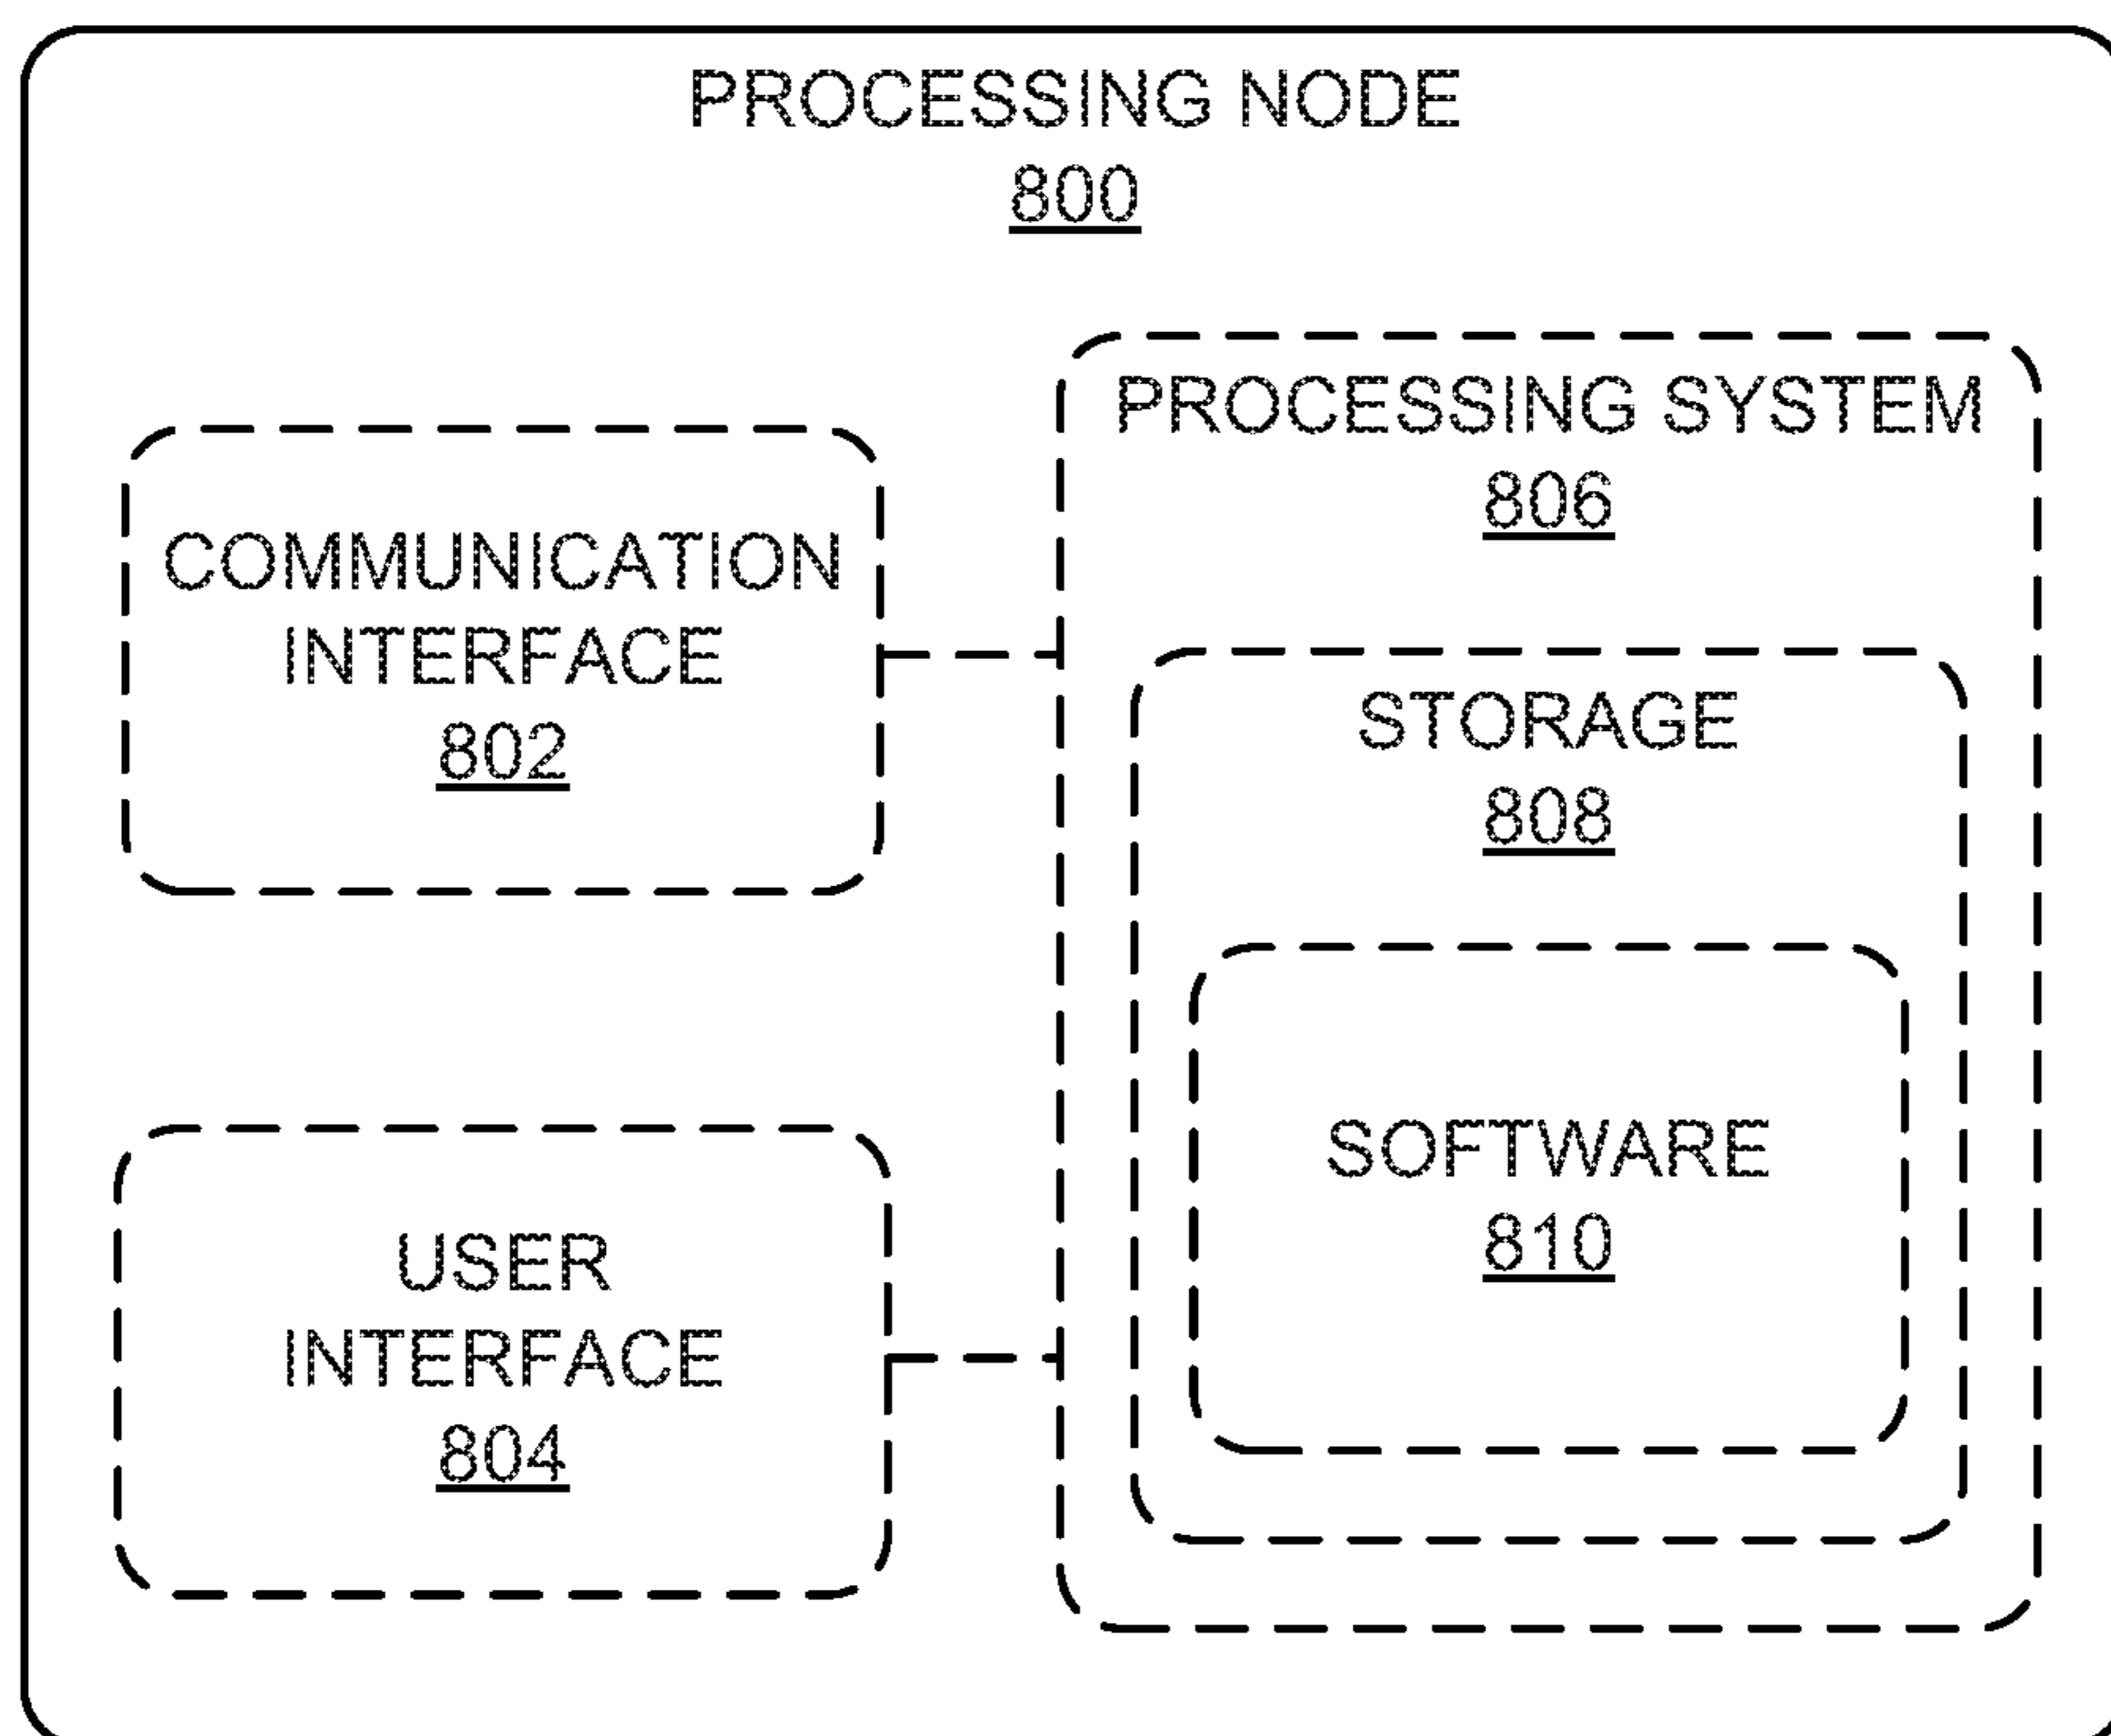 PROCESSING NODE
800
COMMUNICATION
INTERFACE
802
USER
INTERFACE
804
PROCESSING SYSTEM
806
STORAGE
808
SOFTWARE
810